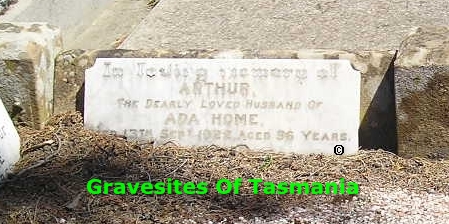 In loving memory of
ARTHUR,
THE DEARLY LOVED HUSBAND OF
ADA HOME.
13TH SEPT. AGED YEARS.
©
Gravesites Of Tasmania